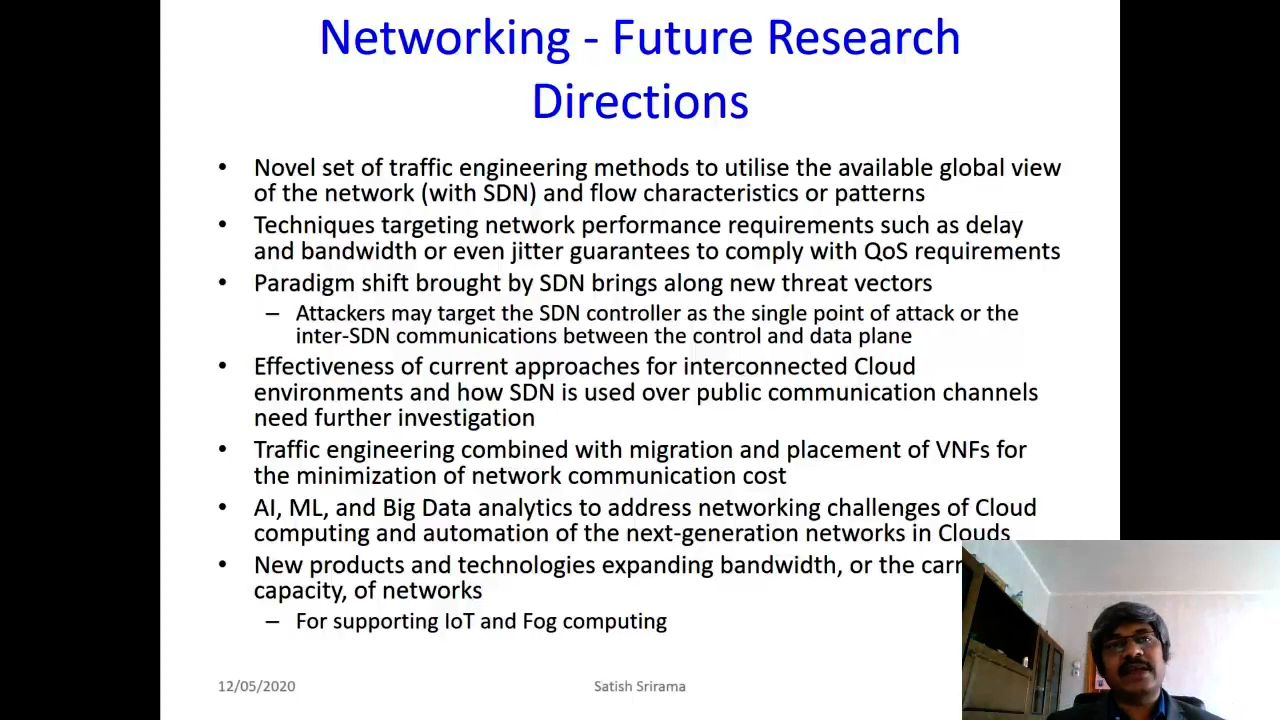 Networking - Future Research
Directions
• Novel set of traffic engineering methods to utilise the available global view
of the network (with SDN) and flow characteristics or patterns
• Techniques targeting network performance requirements such as delay
and bandwidth or even jitter guarantees to comply with QoS requirements
• Paradigm shift brought by SDN brings along new threat vectors
– Attackers may target the SDN controller as the single point of attack or the
inter-SDN communications between the control and data plane
• Effectiveness of current approaches for interconnected Cloud
environments and how SDN is used over public communication channels
need further investigation
• Traffic engineering combined with migration and placement of VNFs for
the minimization of network communication cost
• AI, ML, and Big Data analytics to address networking challenges of Cloud
computing and automation of the next-generation networks in Clouds
• New products and technologies expanding bandwidth, or the
capacity, of networks
– For supporting IoT and Fog computing
12/05/2020
Satish Srirama